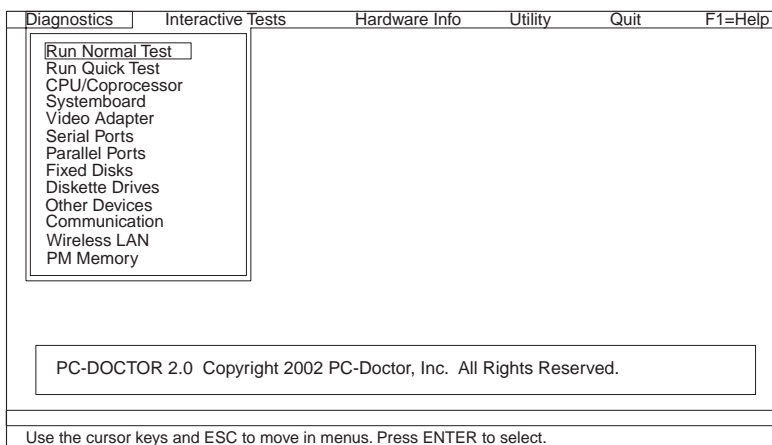 Diagnostics Interactive Tests Hardware Info Utility Quit F1=Help
Run Normal Test
Run Quick Test
CPU/Coprocessor
Systemboard
Video Adapter
Serial Ports
Parallel Ports
Fixed Disks
Diskette Drives
Other Devices
Communication
Wireless LAN
PM Memory
PC-DOCTOR 2.0 Copyright 2002 PC-Doctor, Inc. All Rights Reserved.
Use the cursor keys and ESC to move in menus. Press ENTER to select.